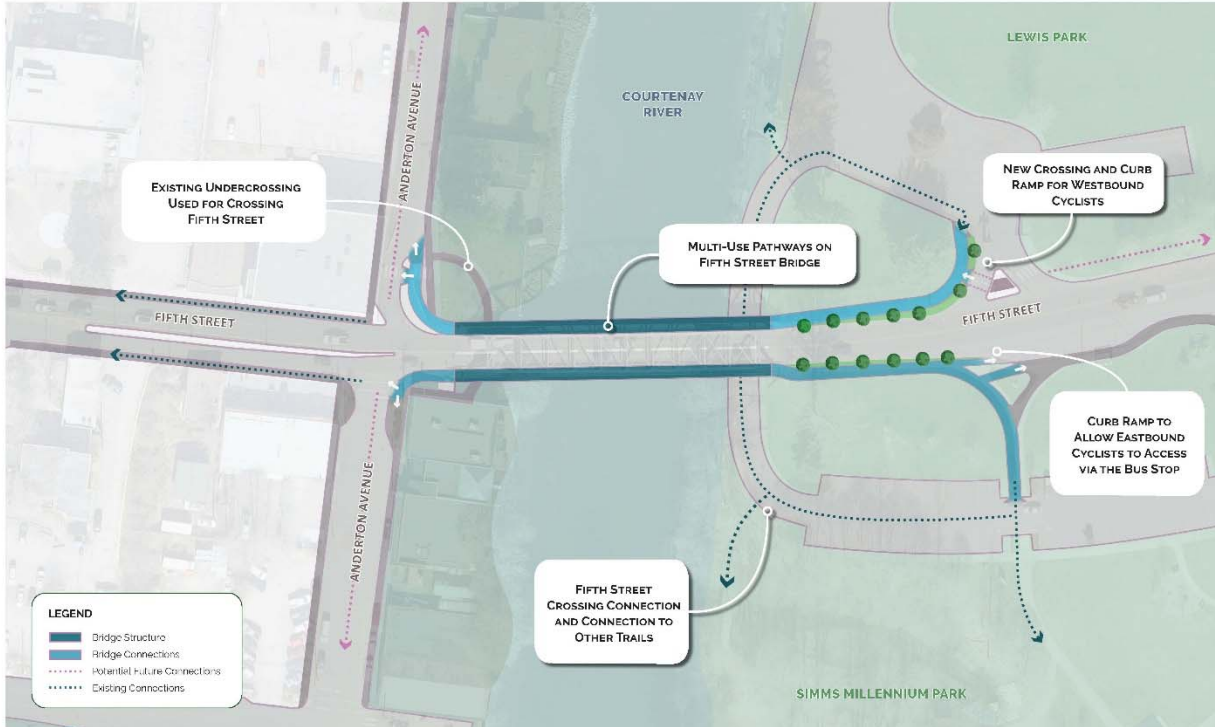 LEWIS PARK
COURTENAY
RIVER
ANDERTON AVENUE
EXISTING UNDERCROSSING
USED FOR CROSSING
FIFTH STREET
NEW CROSSING AND CURB
RAMP FOR WESTBOUND
CYCLISTS
MULTI-USE PATHWAYS ON
FIFTH STREET BRIDGE
FIFTH STREET
FIFTH STREET
CURB RAMP TO
ALLOW EASTBOUND
CYCLISTS TO ACCESS
VIA THE BUS STOP
ANDERTON AVENUE
FIFTH STREET
CROSSING CONNECTION
AND CONNECTION TO
OTHER TRAILS
LEGEND
Bridge Structure
Bridge Connections
Potential Future Connections
Existing Connections
SIMMS MILLENNIUM PARK